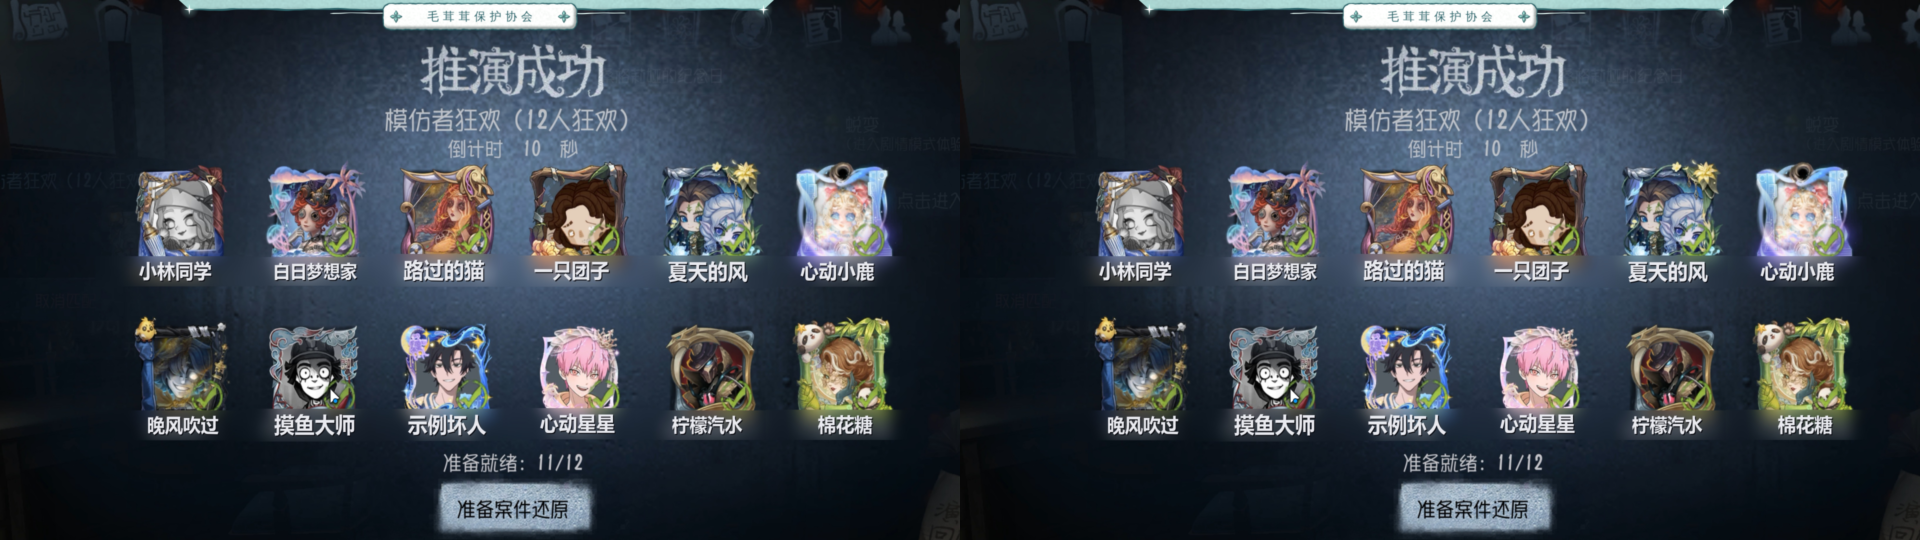 毛茸茸保护协会
推演成功
模仿者狂欢（12人狂欢）
倒计时 10 秒
小林同学 白日梦想家 路过的猫 一只团子 夏天的风 心动小鹿
晚风吹过 摸鱼大师 示例坏人 心动星星 柠檬汽水 棉花糖
准备就绪：11/12
准备案件还原
毛茸茸保护协会
推演成功
模仿者狂欢（12人狂欢）
倒计时 10 秒
小林同学 白日梦想家 路过的猫 一只团子 夏天的风 心动小鹿
晚风吹过 摸鱼大师 示例坏人 心动星星 柠檬汽水 棉花糖
准备就绪：11/12
准备案件还原